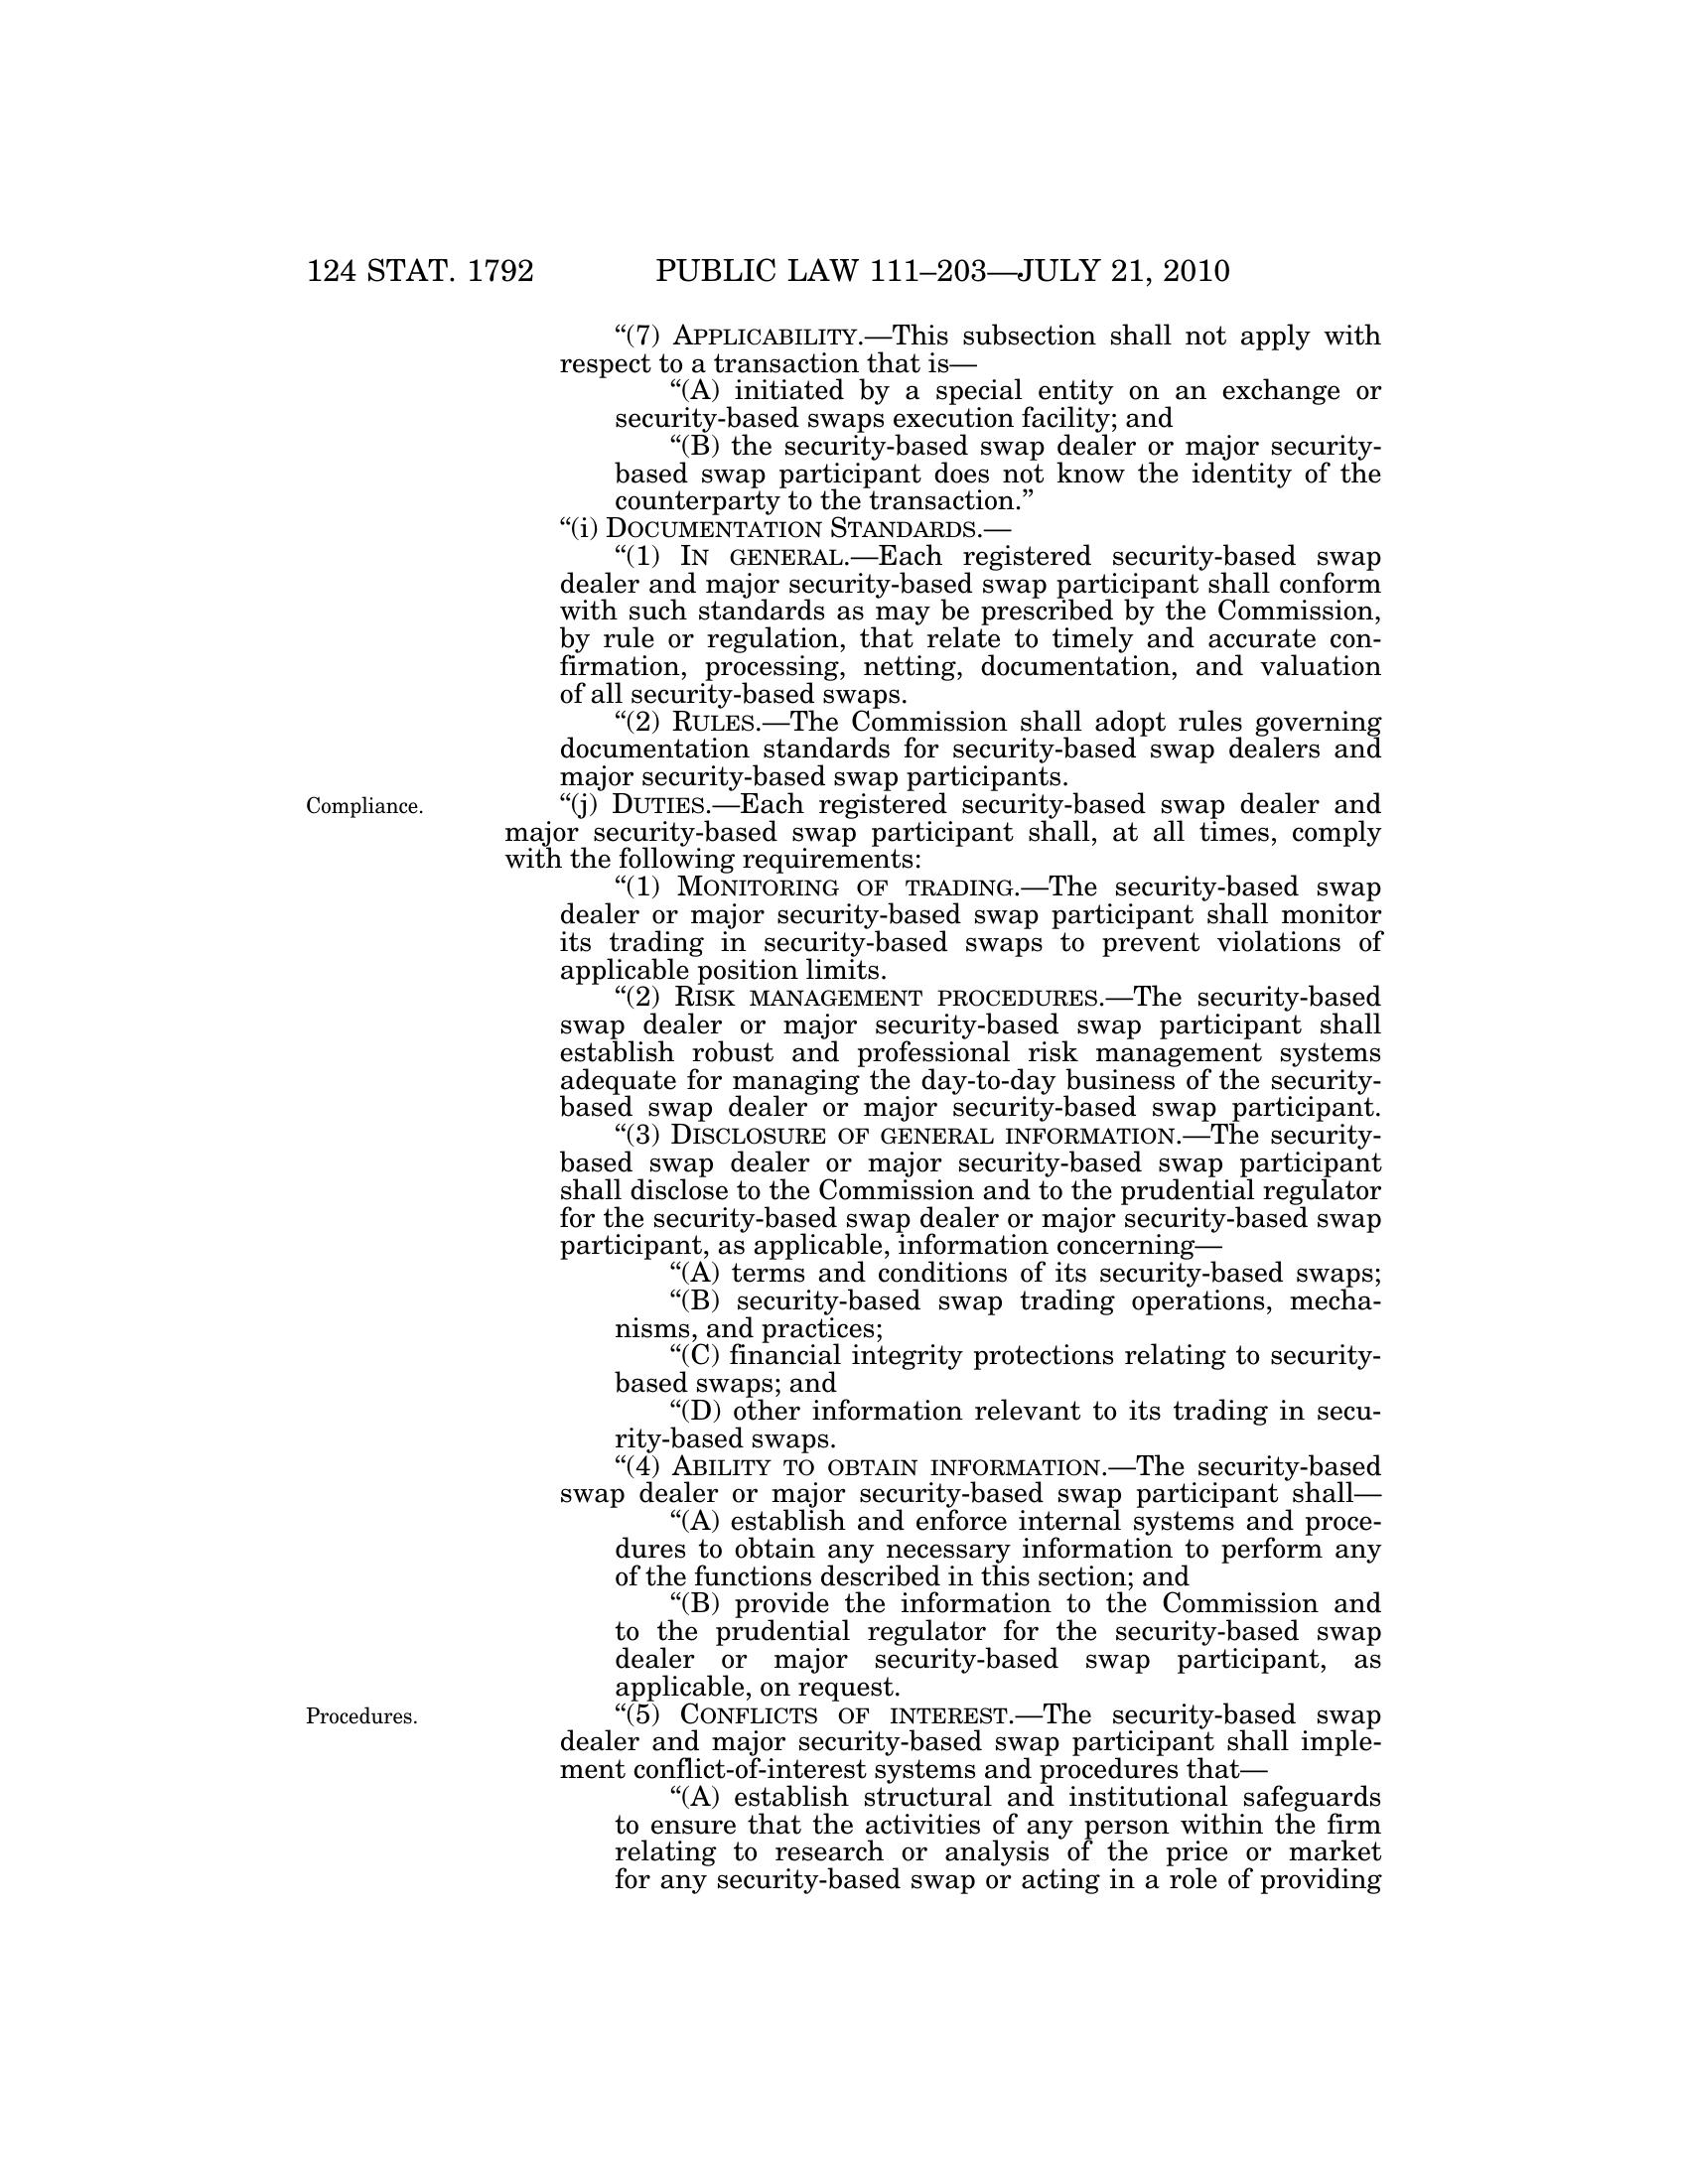 124 STAT. 1792 PUBLIC LAW 111–203—JULY 21, 2010
“(7) APPLICABILITY.—This subsection shall not apply with
respect to a transaction that is—
“(A) initiated by a special entity on an exchange or
security-based swaps execution facility; and
“(B) the security-based swap dealer or major security-
based swap participant does not know the identity of the
counterparty to the transaction.”
“(i) DOCUMENTATION STANDARDS.—
“(1) IN GENERAL.—Each registered security-based swap
dealer and major security-based swap participant shall conform
with such standards as may be prescribed by the Commission,
by rule or regulation, that relate to timely and accurate con-
firmation, processing, netting, documentation, and valuation
of all security-based swaps.
“(2) RULES.—The Commission shall adopt rules governing
documentation standards for security-based swap dealers and
major security-based swap participants.
Compliance.
“(j) DUTIES.—Each registered security-based swap dealer and
major security-based swap participant shall, at all times, comply
with the following requirements:
“(1) MONITORING OF TRADING.—The security-based swap
dealer or major security-based swap participant shall monitor
its trading in security-based swaps to prevent violations of
applicable position limits.
“(2) RISK MANAGEMENT PROCEDURES.—The security-based
swap dealer or major security-based swap participant shall
establish robust and professional risk management systems
adequate for managing the day-to-day business of the security-
based swap dealer or major security-based swap participant.
“(3) DISCLOSURE OF GENERAL INFORMATION.—The security-
based swap dealer or major security-based swap participant
shall disclose to the Commission and to the prudential regulator
for the security-based swap dealer or major security-based swap
participant, as applicable, information concerning—
“(A) terms and conditions of its security-based swaps;
“(B) security-based swap trading operations, mecha-
nisms, and practices;
“(C) financial integrity protections relating to security-
based swaps; and
“(D) other information relevant to its trading in secu-
rity-based swaps.
“(4) ABILITY TO OBTAIN INFORMATION.—The security-based
swap dealer or major security-based swap participant shall—
“(A) establish and enforce internal systems and proce-
dures to obtain any necessary information to perform any
of the functions described in this section; and
“(B) provide the information to the Commission and
to the prudential regulator for the security-based swap
dealer or major security-based swap participant, as
applicable, on request.
Procedures.
“(5) CONFLICTS OF INTEREST.—The security-based swap
dealer and major security-based swap participant shall imple-
ment conflict-of-interest systems and procedures that—
“(A) establish structural and institutional safeguards
to ensure that the activities of any person within the firm
relating to research or analysis of the price or market
for any security-based swap or acting in a role of providing